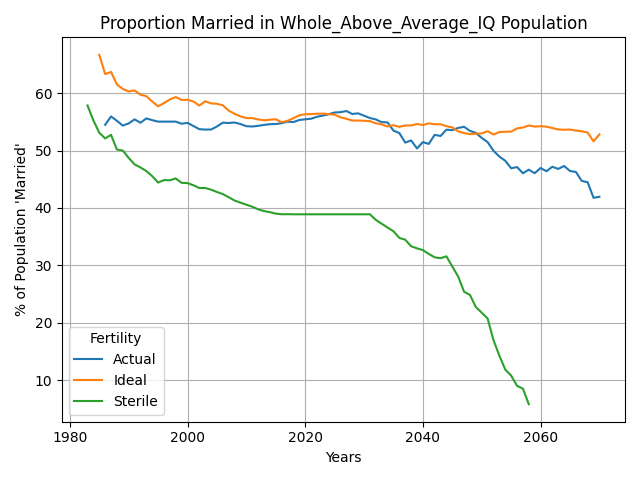 Proportion Married in Whole_Above_Average_IQ Population
% of Population 'Married'
60
50
40
30
20
10
Fertility
Actual
Ideal
Sterile
1980 2000 2020 2040 2060
Years